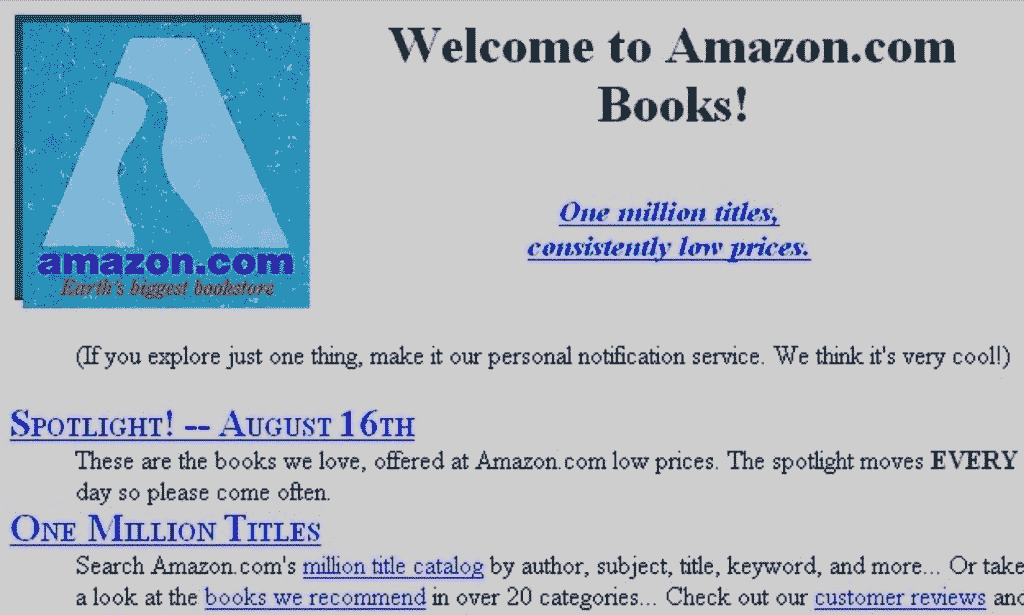 Welcome to Amazon.com
Books!
One million titles,
consistently low prices.
amazon.com
Earth's biggest bookstore
(If you explore just one thing, make it our personal notification service. We think it's very cool!)
SPOTLIGHT! -- AUGUST 16TH
These are the books we love, offered at Amazon.com low prices. The spotlight moves EVERY
day so please come often.
ONE MILLION TITLES
Search Amazon.com's million title catalog by author, subject, title, keyword, and more... Or take
a look at the books we recommend in over 20 categories... Check out our customer reviews and